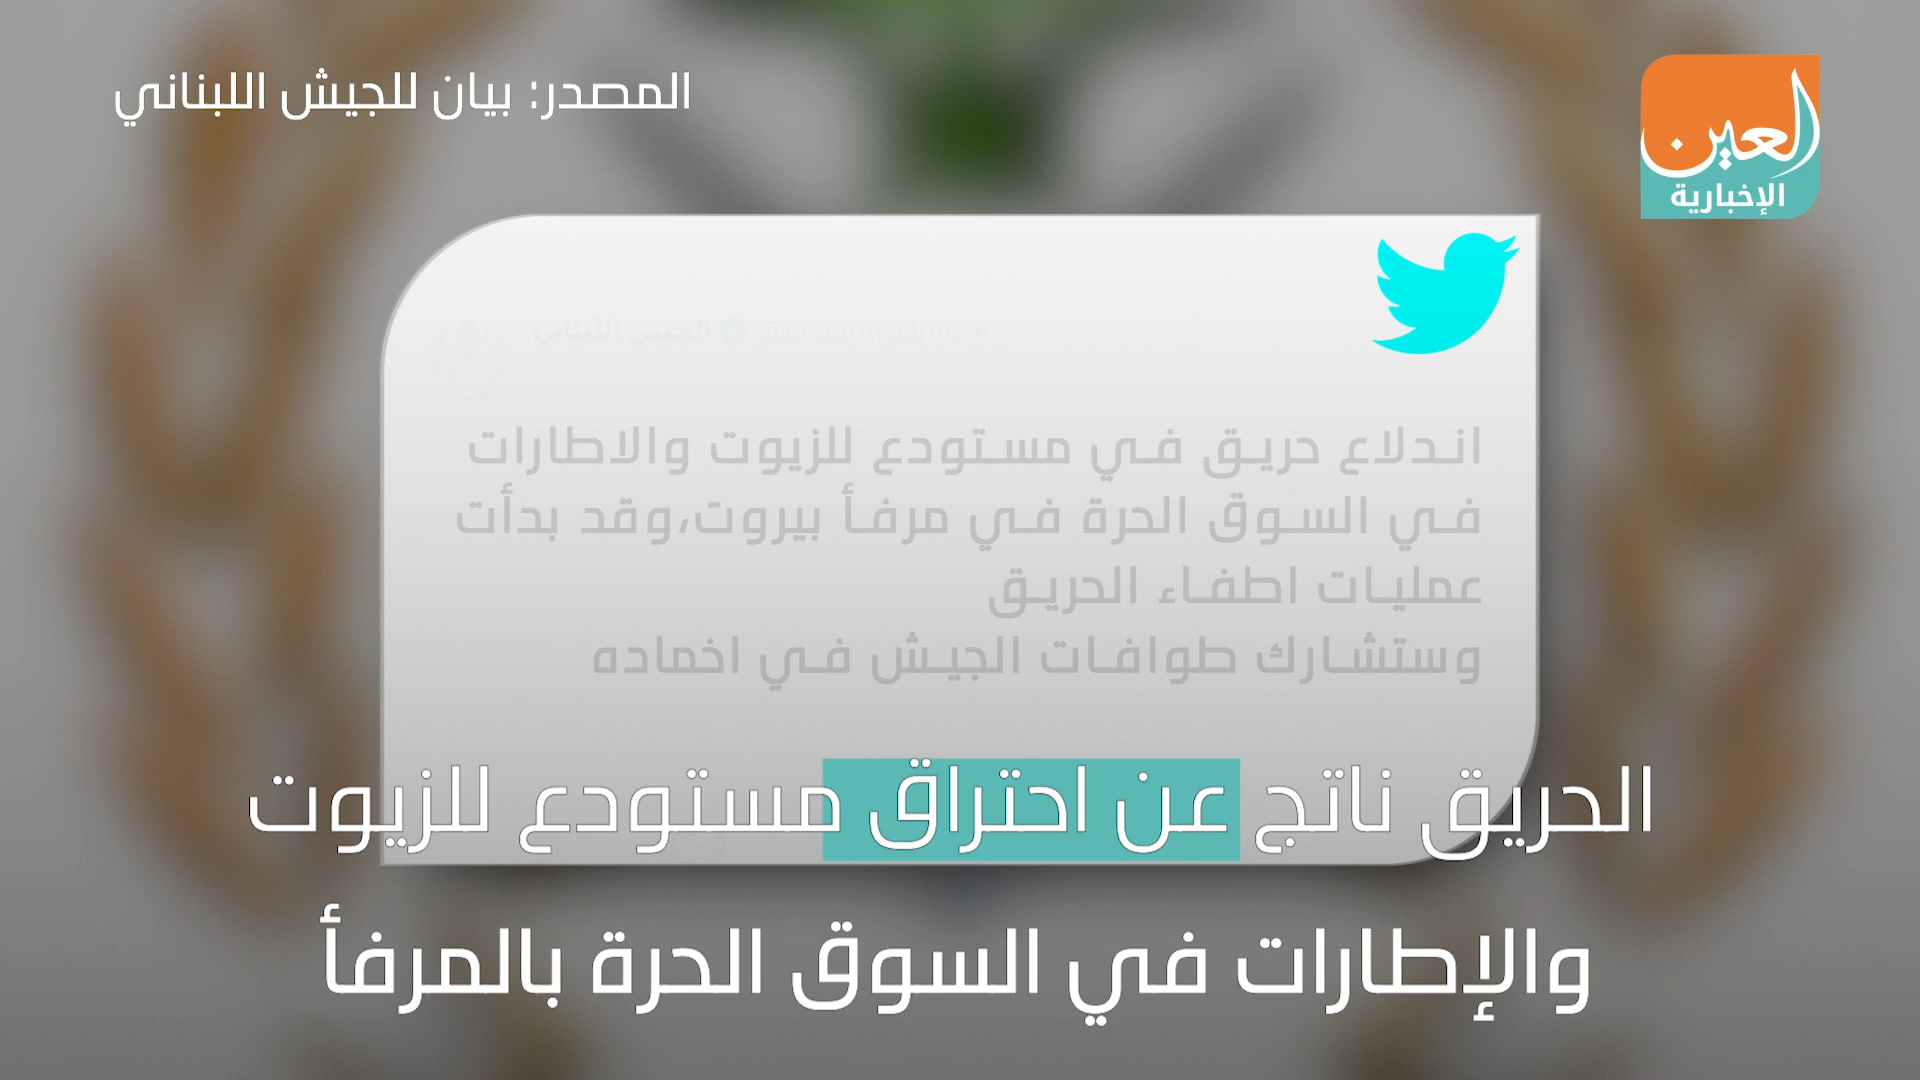 المصدر: بيان للجيش اللبناني
العين
الإخبارية
الجيش اللبناني @LebarmyOfficial
اندلاع حريق في مستودع للزيوت والاطارات
في السوق الحرة في مرفأ بيروت،وقد بدأت
عمليات اطفاء الحريق
وستشارك طوافات الجيش في اخماده
الحريق ناتج عن احتراق مستودع للزيوت
والإطارات في السوق الحرة بالمرفأ